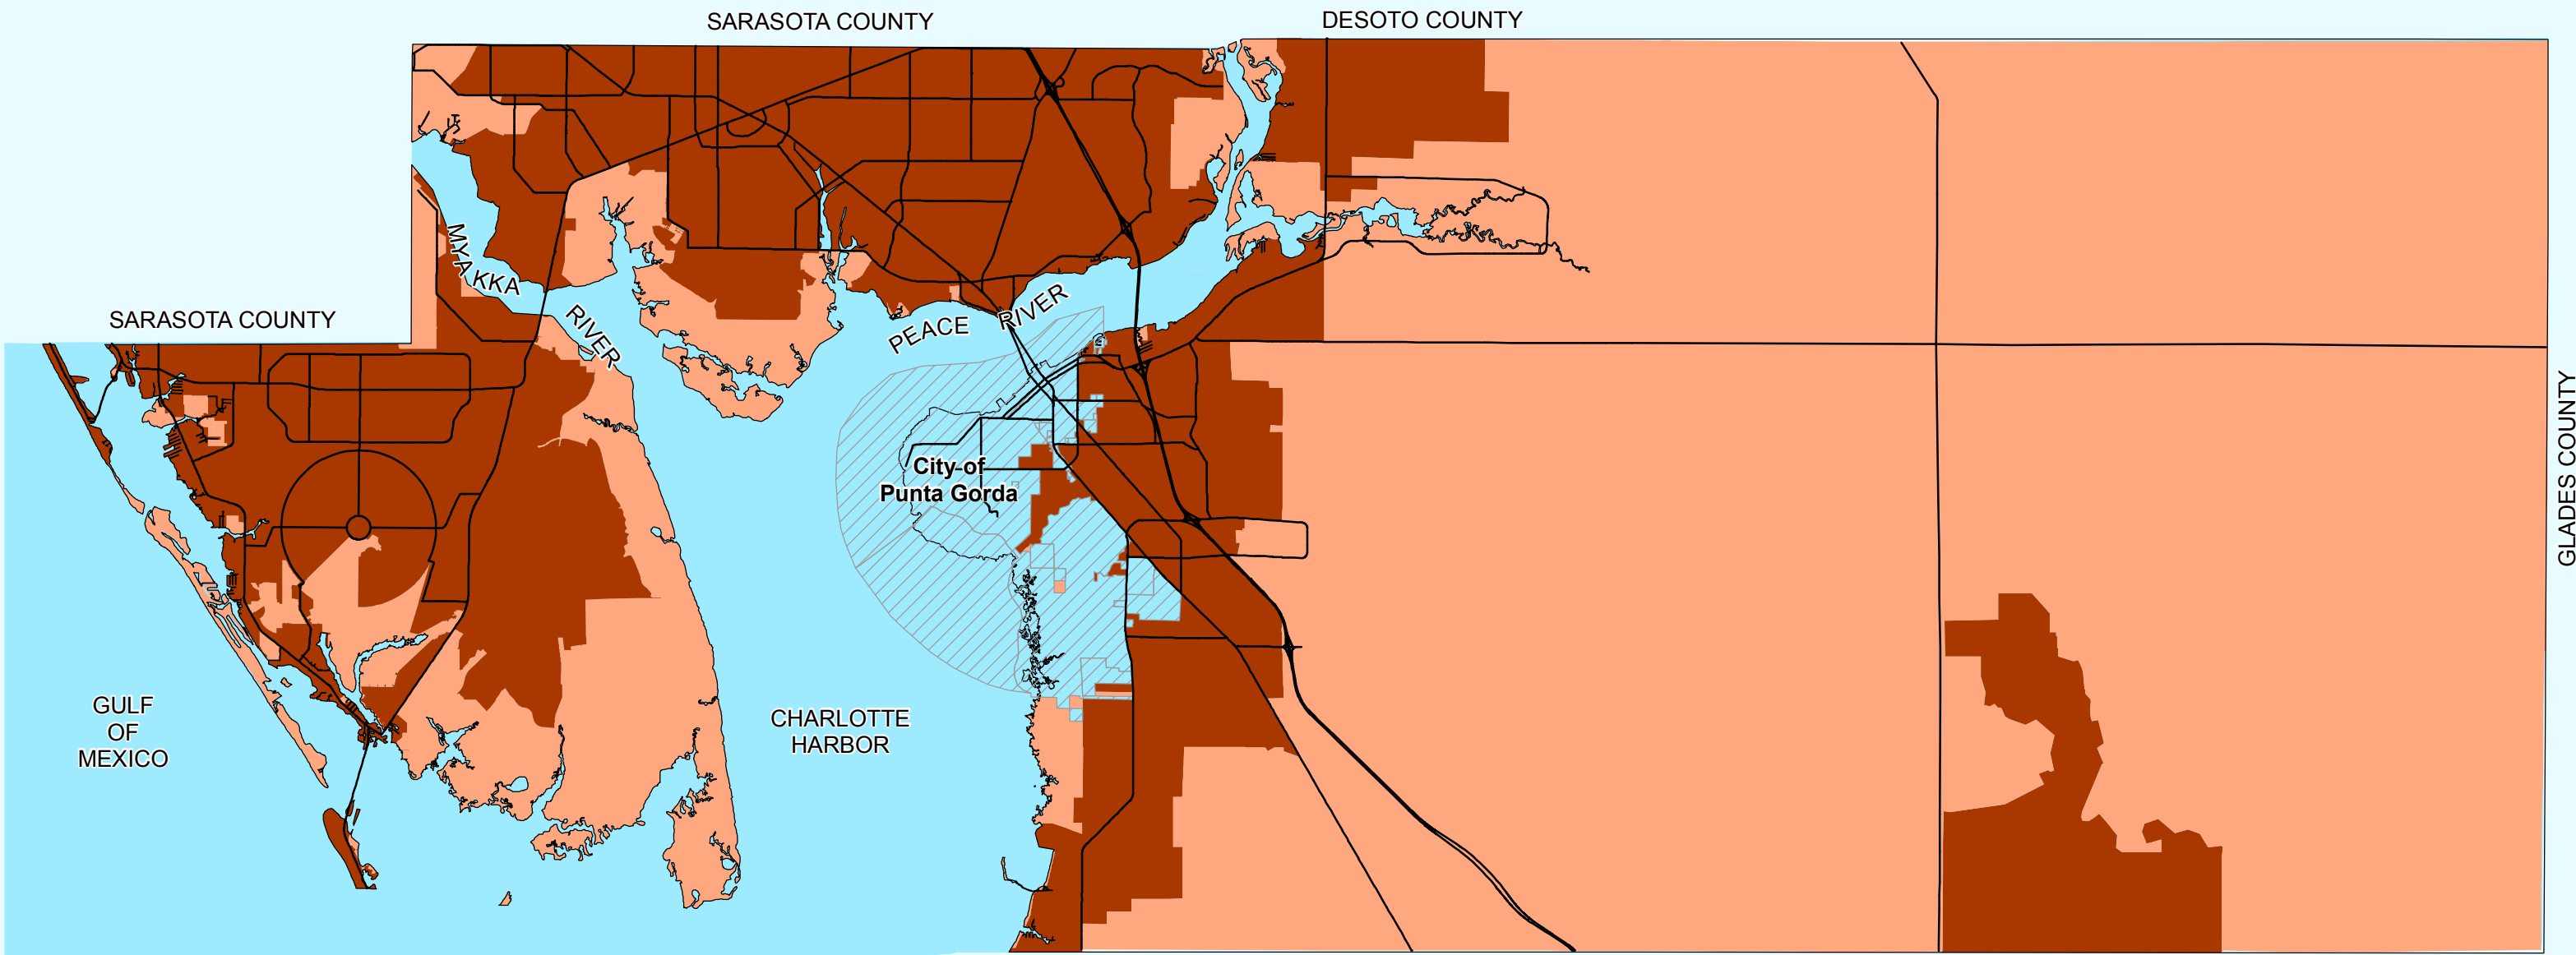 SARASOTA COUNTY
DESOTO COUNTY
SARASOTA COUNTY
MYAKKA
RIVER
PEACE
RIVER
City of
Punta Gorda
GLADES COUNTY
GULF
OF
MEXICO
CHARLOTTE
HARBOR